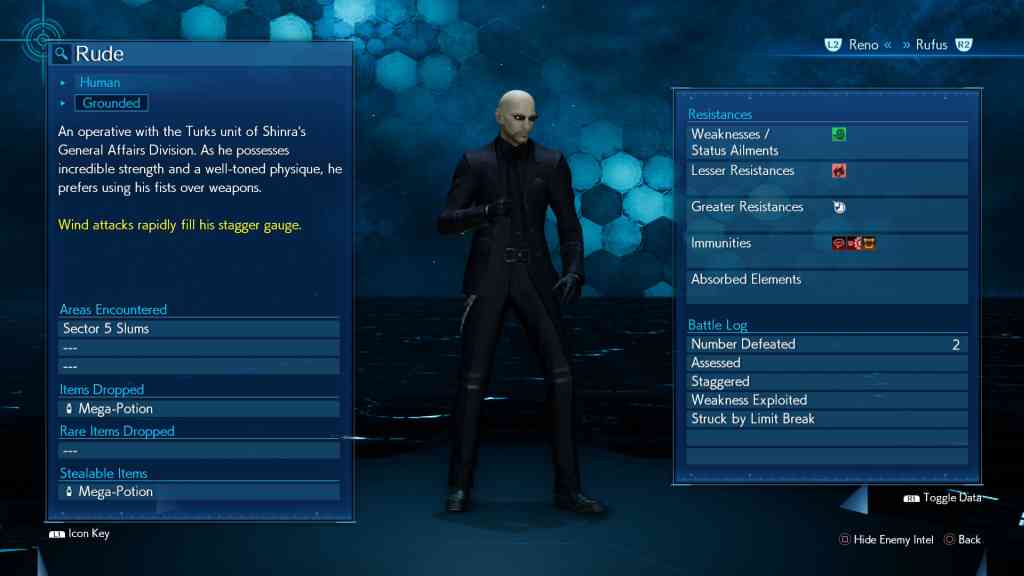 Rude
L2 Reno « » Rufus R2
Human
Grounded
An operative with the Turks unit of Shinra's
General Affairs Division. As he possesses
incredible strength and a well-toned physique, he
prefers using his fists over weapons.
Wind attacks rapidly fill his stagger gauge.
Areas Encountered
Sector 5 Slums
---
---
Items Dropped
Mega-Potion
Rare Items Dropped
---
Stealable Items
Mega-Potion
L1 Icon Key
Resistances
Weaknesses /
Status Ailments
Lesser Resistances
Greater Resistances
Immunities
Absorbed Elements
Battle Log
Number Defeated 2
Assessed
Staggered
Weakness Exploited
Struck by Limit Break
R1 Toggle Data
Hide Enemy Intel Back